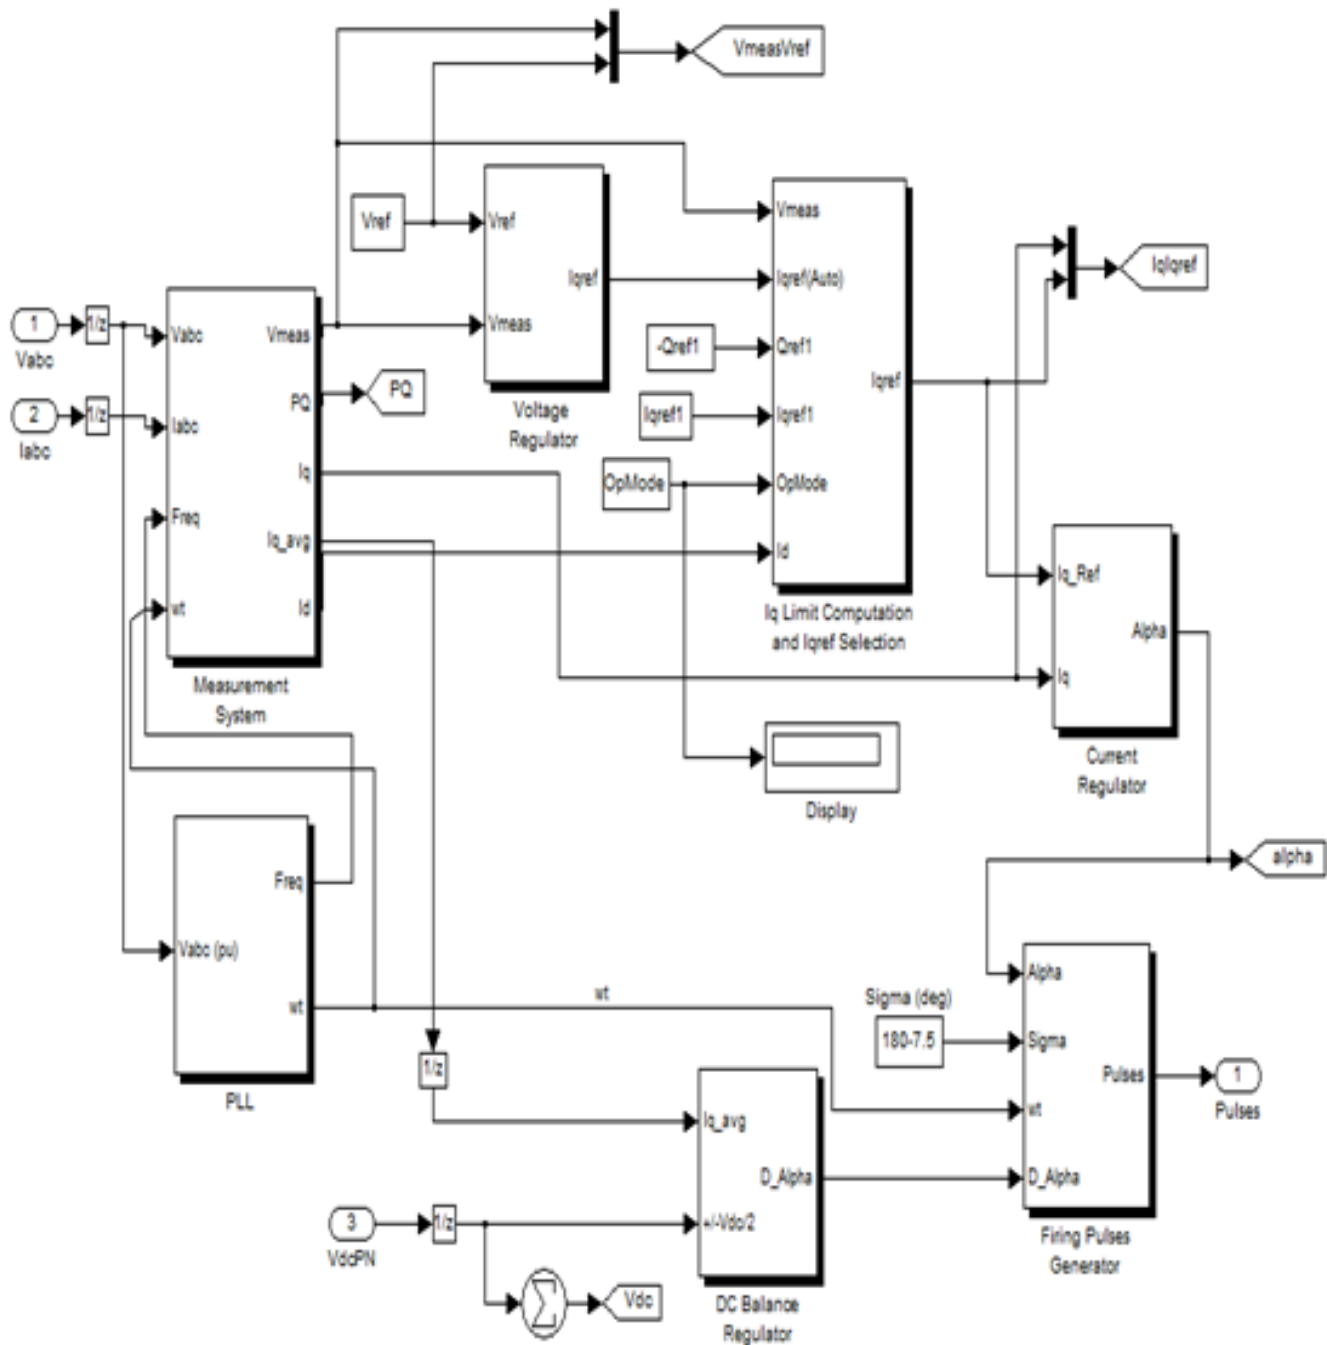 VmeasVref
Vref
Vref
Iqref
Vmeas
Voltage
Regulator
Vmeas
Iqref(Auto)
-Qref1
Qref1
Iqref
Iqref1
Iqref1
OpMode
OpMode
Id
Iq Limit Computation
and Iqref Selection
IqIqref
1
Vabc
1/z
2
Iabc
1/z
Vabc
Vmeas
PQ
PQ
Iabc
Iq
Freq
Iq_avg
wt
Id
Measurement
System
Iq_Ref
Alpha
Iq
Current
Regulator
Display
alpha
Freq
Vabc (pu)
wt
PLL
wt
Sigma (deg)
180-7.5
Alpha
Sigma
Pulses
wt
D_Alpha
Firing Pulses
Generator
1
Pulses
1/z
Iq_avg
D_Alpha
+/-Vdc/2
DC Balance
Regulator
3
VdcPN
1/z
Σ
Vdc